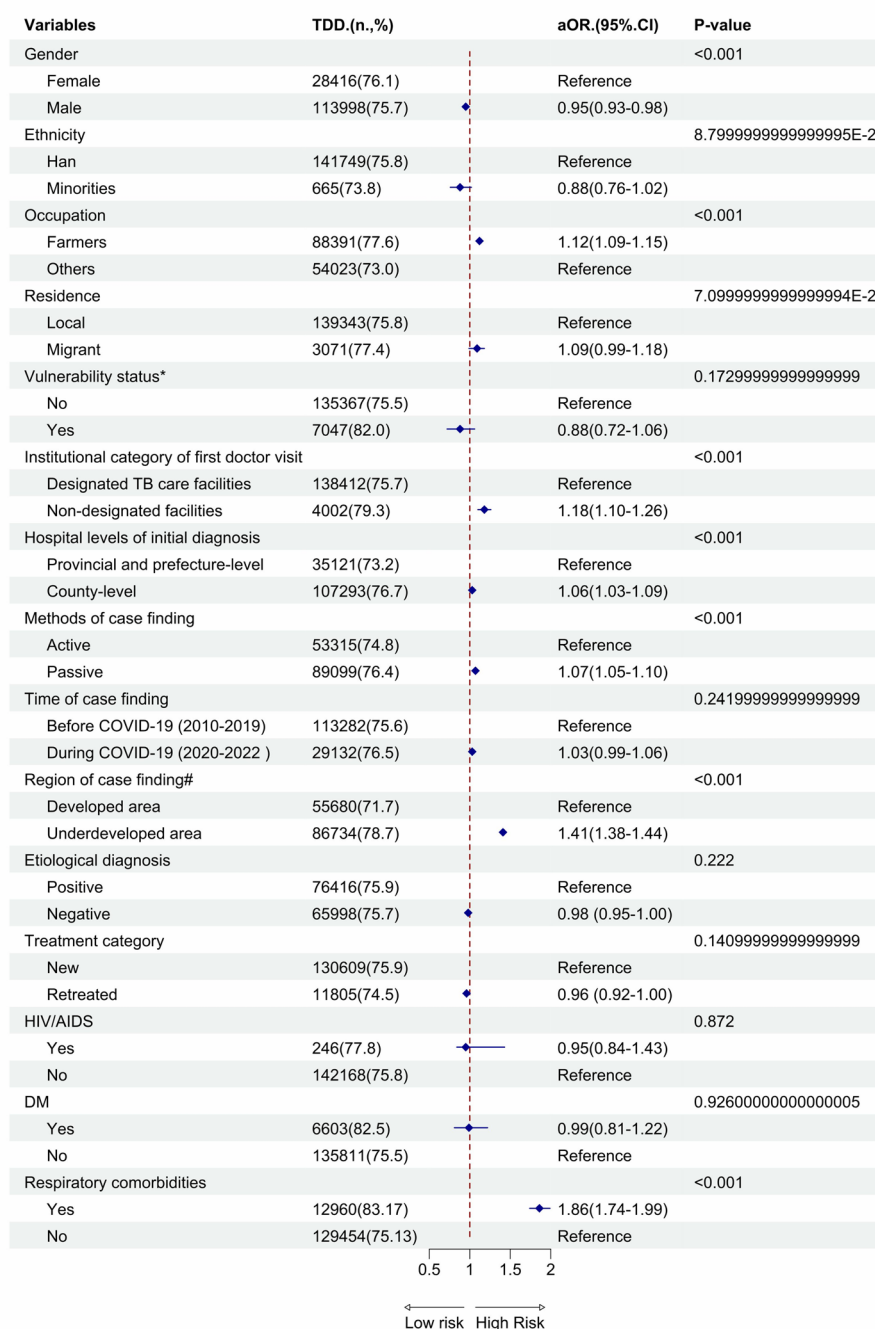 Variables TDD.(n.,%) aOR.(95%.CI) P-value
Gender <0.001
Female 28416(76.1) Reference
Male 113998(75.7) 0.95(0.93-0.98)
Ethnicity 8.7999999999999995E-2
Han 141749(75.8) Reference
Minorities 665(73.8) 0.88(0.76-1.02)
Occupation <0.001
Farmers 88391(77.6) 1.12(1.09-1.15)
Others 54023(73.0) Reference
Residence 7.0999999999999994E-2
Local 139343(75.8) Reference
Migrant 3071(77.4) 1.09(0.99-1.18)
Vulnerability status* 0.17299999999999999
No 135367(75.5) Reference
Yes 7047(82.0) 0.88(0.72-1.06)
Institutional category of first doctor visit <0.001
Designated TB care facilities 138412(75.7) Reference
Non-designated facilities 4002(79.3) 1.18(1.10-1.26)
Hospital levels of initial diagnosis <0.001
Provincial and prefecture-level 35121(73.2) Reference
County-level 107293(76.7) 1.06(1.03-1.09)
Methods of case finding <0.001
Active 53315(74.8) Reference
Passive 89099(76.4) 1.07(1.05-1.10)
Time of case finding 0.24199999999999999
Before COVID-19 (2010-2019) 113282(75.6) Reference
During COVID-19 (2020-2022 ) 29132(76.5) 1.03(0.99-1.06)
Region of case finding# <0.001
Developed area 55680(71.7) Reference
Underdeveloped area 86734(78.7) 1.41(1.38-1.44)
Etiological diagnosis 0.222
Positive 76416(75.9) Reference
Negative 65998(75.7) 0.98 (0.95-1.00)
Treatment category 0.14099999999999999
New 130609(75.9) Reference
Retreated 11805(74.5) 0.96 (0.92-1.00)
HIV/AIDS 0.872
Yes 246(77.8) 0.95(0.84-1.43)
No 142168(75.8) Reference
DM 0.92600000000000005
Yes 6603(82.5) 0.99(0.81-1.22)
No 135811(75.5) Reference
Respiratory comorbidities <0.001
Yes 12960(83.17) 1.86(1.74-1.99)
No 129454(75.13) Reference
0.5 1 1.5 2
Low risk High Risk